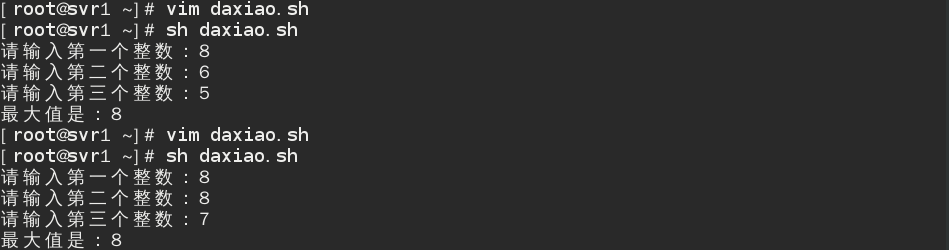 [root@svr1 ~]# vim daxiao.sh
[root@svr1 ~]# sh daxiao.sh
请输入第一个整数：8
请输入第二个整数：6
请输入第三个整数：5
最大值是：8
[root@svr1 ~]# vim daxiao.sh
[root@svr1 ~]# sh daxiao.sh
请输入第一个整数：8
请输入第二个整数：8
请输入第三个整数：7
最大值是：8